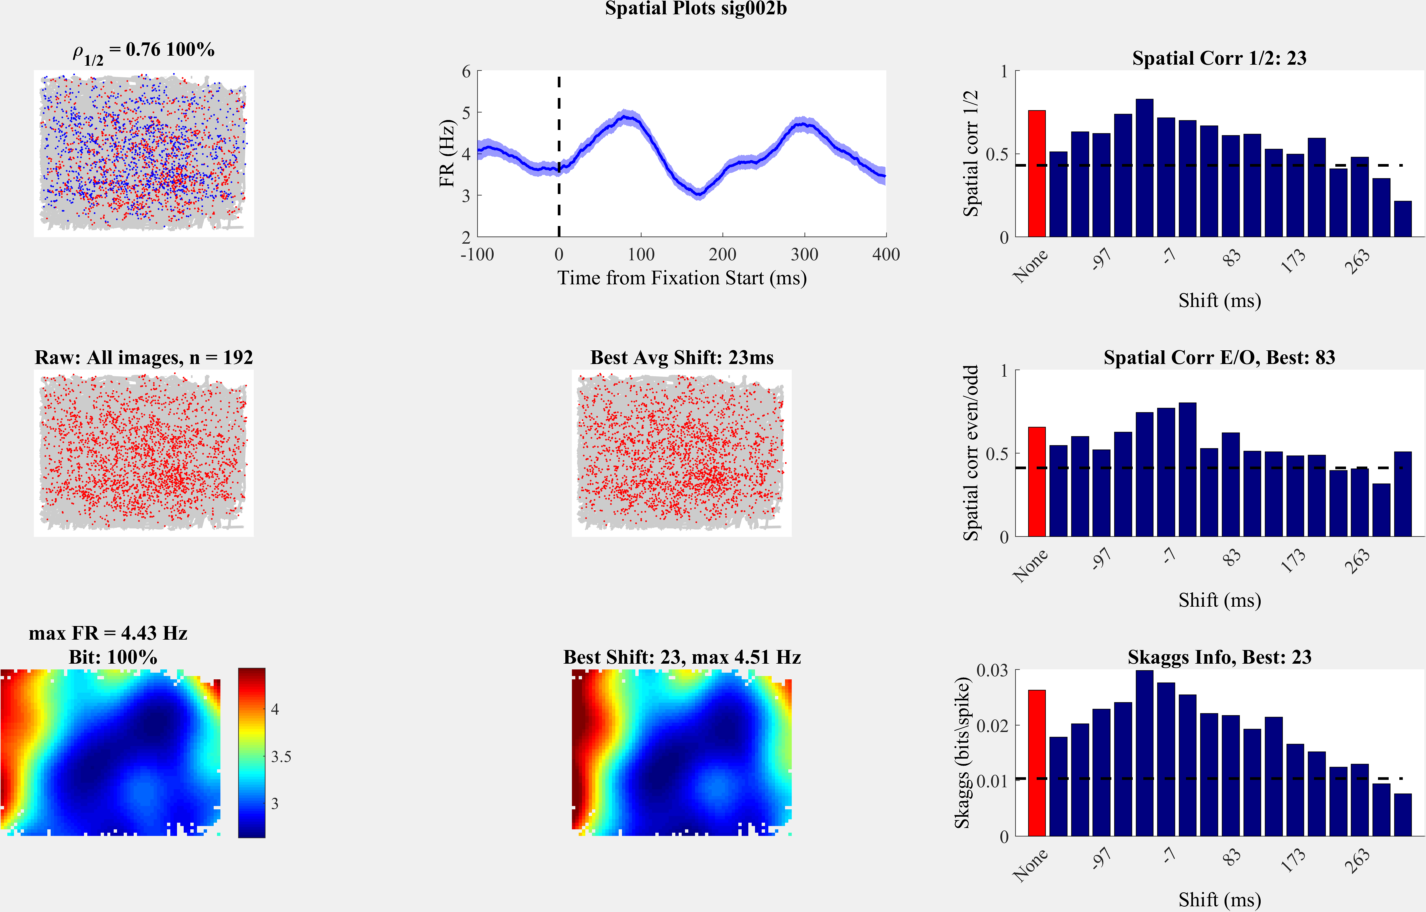 Spatial Plots sig002b
ρ1/2 = 0.76 100%
6
5
4
3
2
FR (Hz)
-100
0
100
200
300
400
Time from Fixation Start (ms)
Spatial Corr 1/2: 23
1
0.5
0
Spatial corr 1/2
None
-97
-7
83
173
263
Shift (ms)
Raw: All images, n = 192
Best Avg Shift: 23ms
Spatial Corr E/O, Best: 83
1
0.5
0
Spatial corr even/odd
None
-97
-7
83
173
263
Shift (ms)
max FR = 4.43 Hz
Bit: 100%
4
3.5
3
Best Shift: 23, max 4.51 Hz
Skaggs Info, Best: 23
0.03
0.02
0.01
0
Skaggs (bits\spike)
None
-97
-7
83
173
263
Shift (ms)